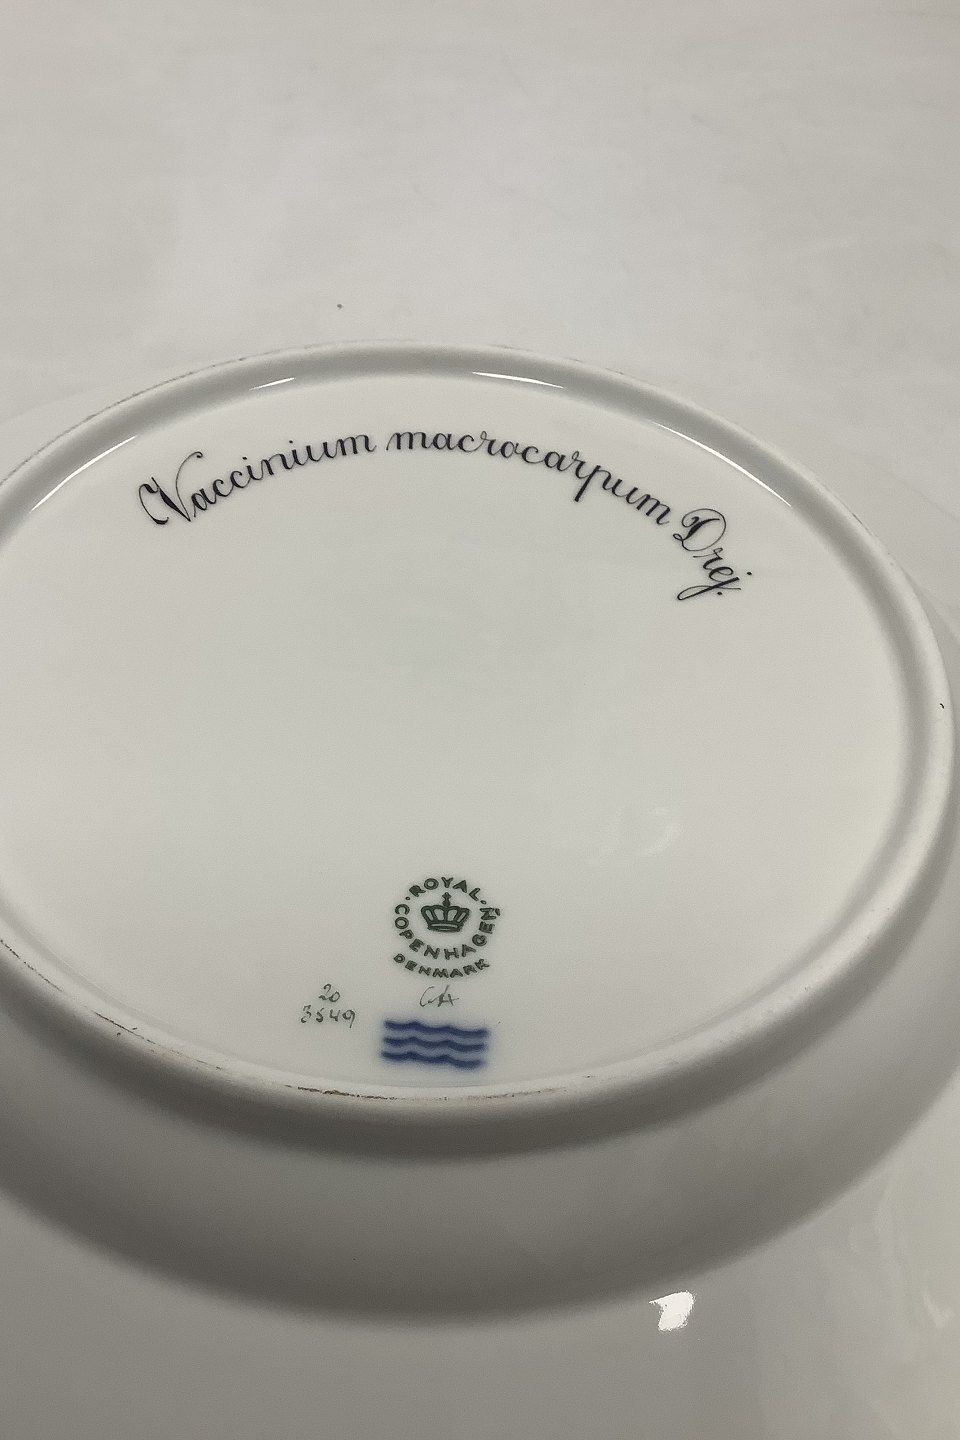 Vaccinium macrocarpum Drej.
ROYAL COPENHAGEN
DENMARK
20
3549